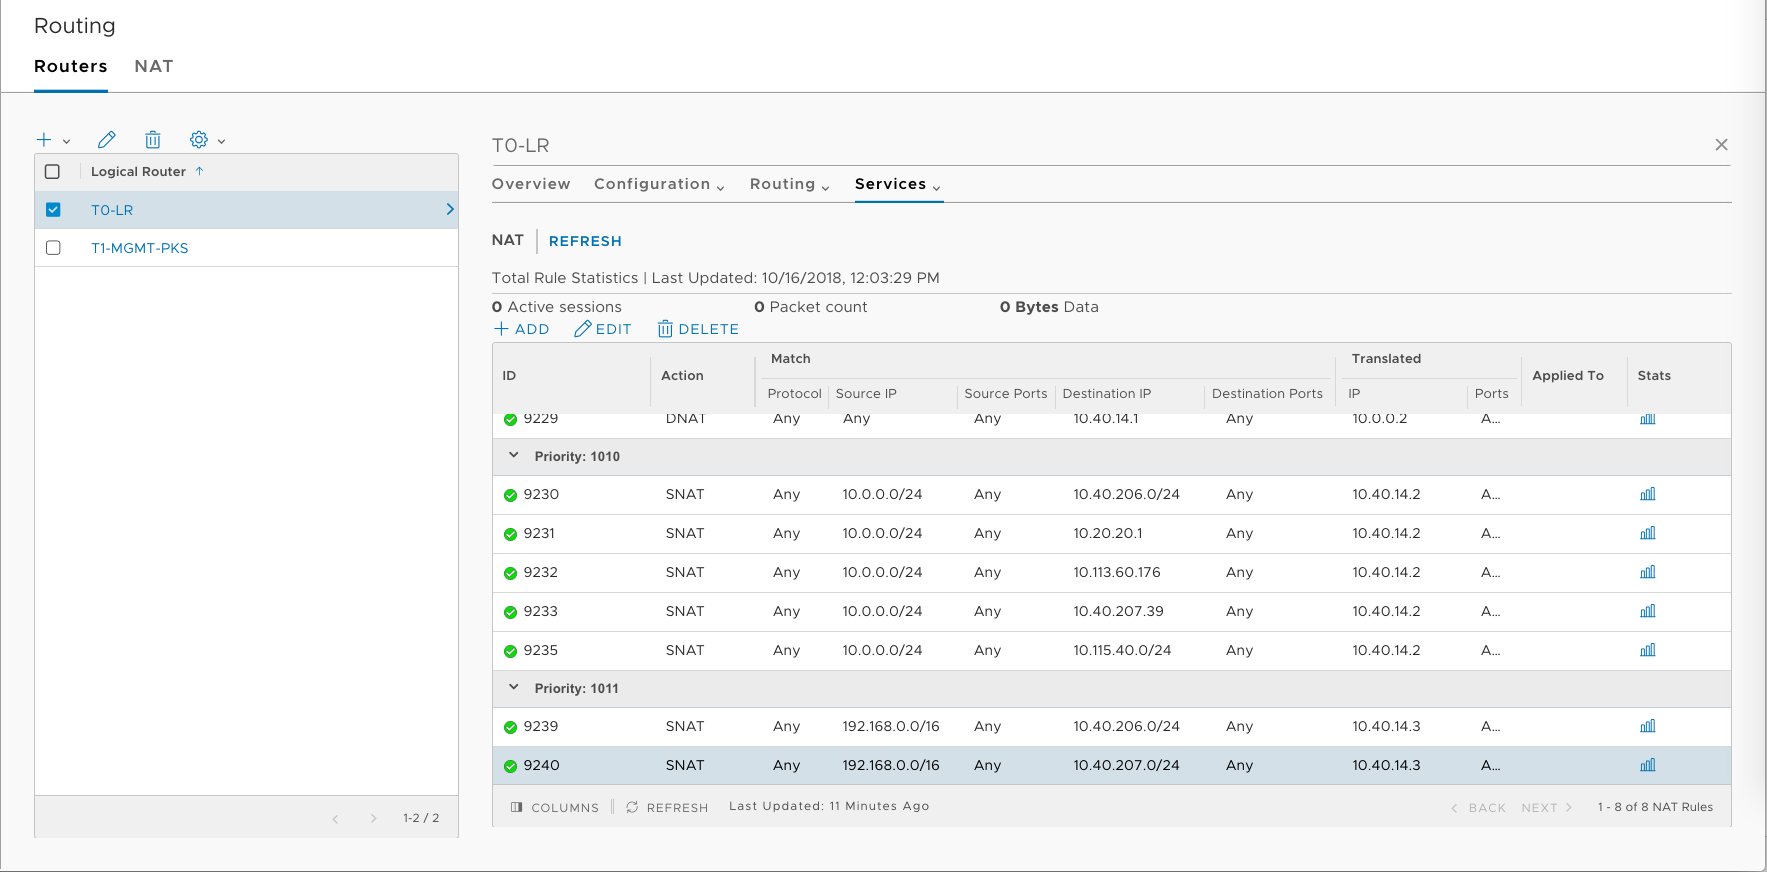 Routing
Routers NAT
Logical Router ↑
T0-LR
T1-MGMT-PKS
1-2 / 2
T0-LR
Overview Configuration Routing Services
NAT REFRESH
Total Rule Statistics | Last Updated: 10/16/2018, 12:03:29 PM
0 Active sessions 0 Packet count 0 Bytes Data
ADD EDIT DELETE
Match Translated
ID Action Applied To Stats
Protocol Source IP Source Ports Destination IP Destination Ports IP Ports
9229 DNAT Any Any Any 10.40.14.1 Any 10.0.0.2 A...
Priority: 1010
9230 SNAT Any 10.0.0.0/24 Any 10.40.206.0/24 Any 10.40.14.2 A...
9231 SNAT Any 10.0.0.0/24 Any 10.20.20.1 Any 10.40.14.2 A...
9232 SNAT Any 10.0.0.0/24 Any 10.113.60.176 Any 10.40.14.2 A...
9233 SNAT Any 10.0.0.0/24 Any 10.40.207.39 Any 10.40.14.2 A...
9235 SNAT Any 10.0.0.0/24 Any 10.115.40.0/24 Any 10.40.14.2 A...
Priority: 1011
9239 SNAT Any 192.168.0.0/16 Any 10.40.206.0/24 Any 10.40.14.3 A...
9240 SNAT Any 192.168.0.0/16 Any 10.40.207.0/24 Any 10.40.14.3 A...
COLUMNS REFRESH Last Updated: 11 Minutes Ago BACK NEXT 1 - 8 of 8 NAT Rules